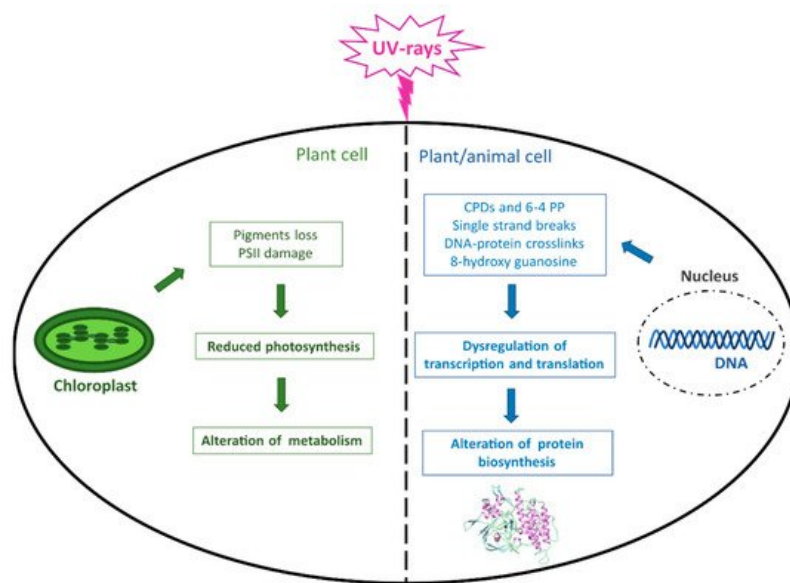 UV-rays
Plant cell
Plant/animal cell
Pigments loss
PSII damage
CPDs and 6-4 PP
Single strand breaks
DNA-protein crosslinks
8-hydroxy guanosine
Nucleus
DNA
Chloroplast
Reduced photosynthesis
Dysregulation of
transcription and translation
Alteration of metabolism
Alteration of protein
biosynthesis